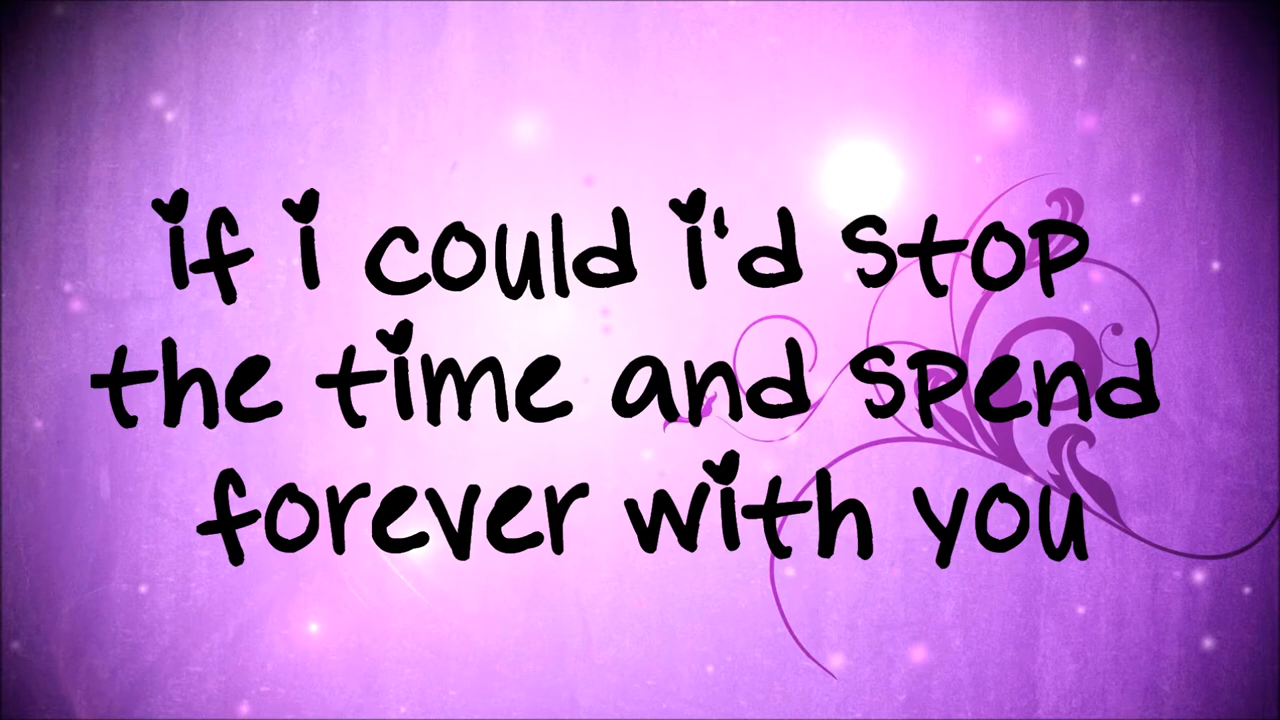 if i could i'd stop
the time and spend
forever with you